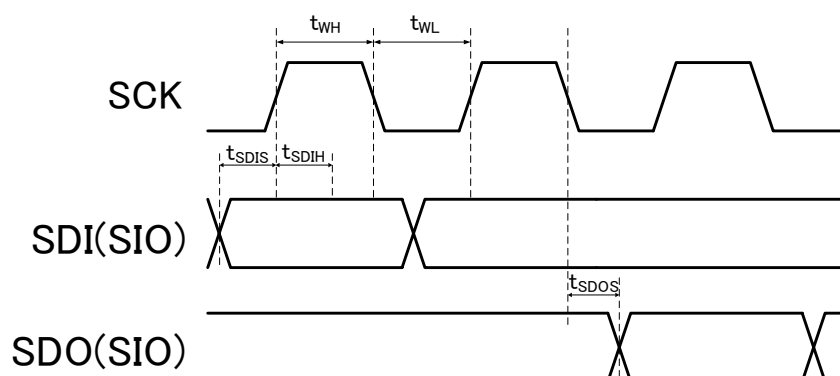 tWH tWL
SCK
tSDIS tSDIH
SDI(SIO)
tSDOS
SDO(SIO)